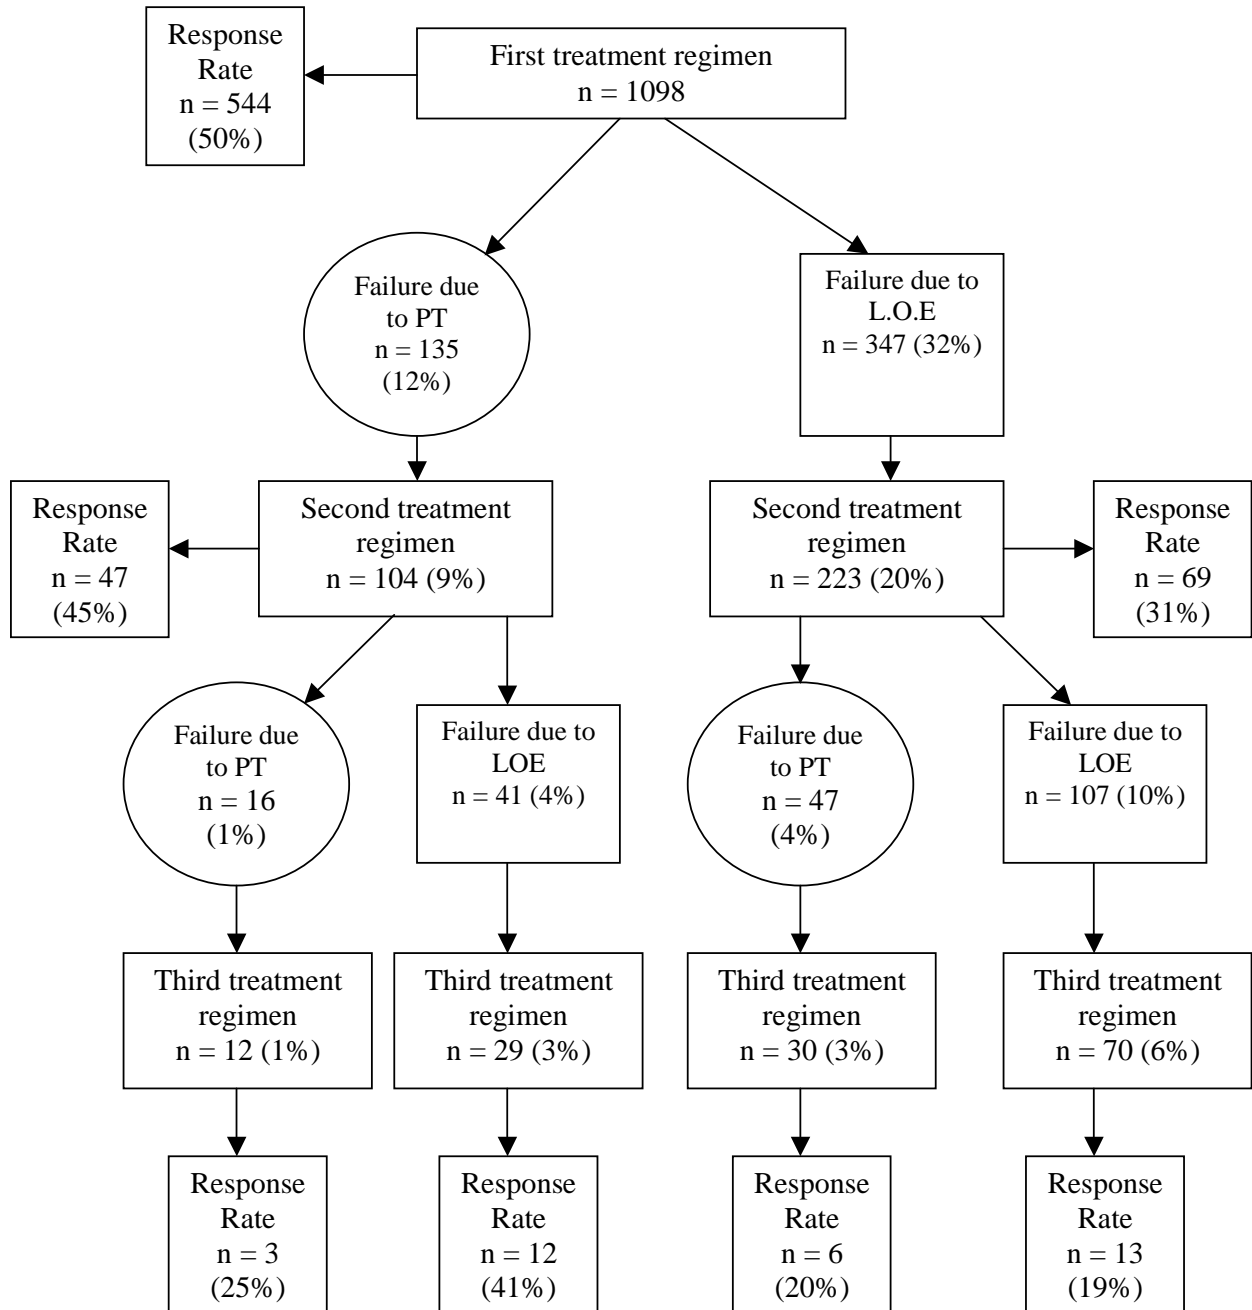 Response
Rate
n = 544
(50%)
First treatment regimen
n = 1098
Failure due
to PT
n = 135
(12%)
Failure due to
L.O.E
n = 347 (32%)
Response
Rate
n = 47
(45%)
Second treatment
regimen
n = 104 (9%)
Second treatment
regimen
n = 223 (20%)
Response
Rate
n = 69
(31%)
Failure due
to PT
n = 16
(1%)
Failure due to
LOE
n = 41 (4%)
Failure due
to PT
n = 47
(4%)
Failure due to
LOE
n = 107 (10%)
Third treatment
regimen
n = 12 (1%)
Third treatment
regimen
n = 29 (3%)
Third treatment
regimen
n = 30 (3%)
Third treatment
regimen
n = 70 (6%)
Response
Rate
n = 3
(25%)
Response
Rate
n = 12
(41%)
Response
Rate
n = 6
(20%)
Response
Rate
n = 13
(19%)